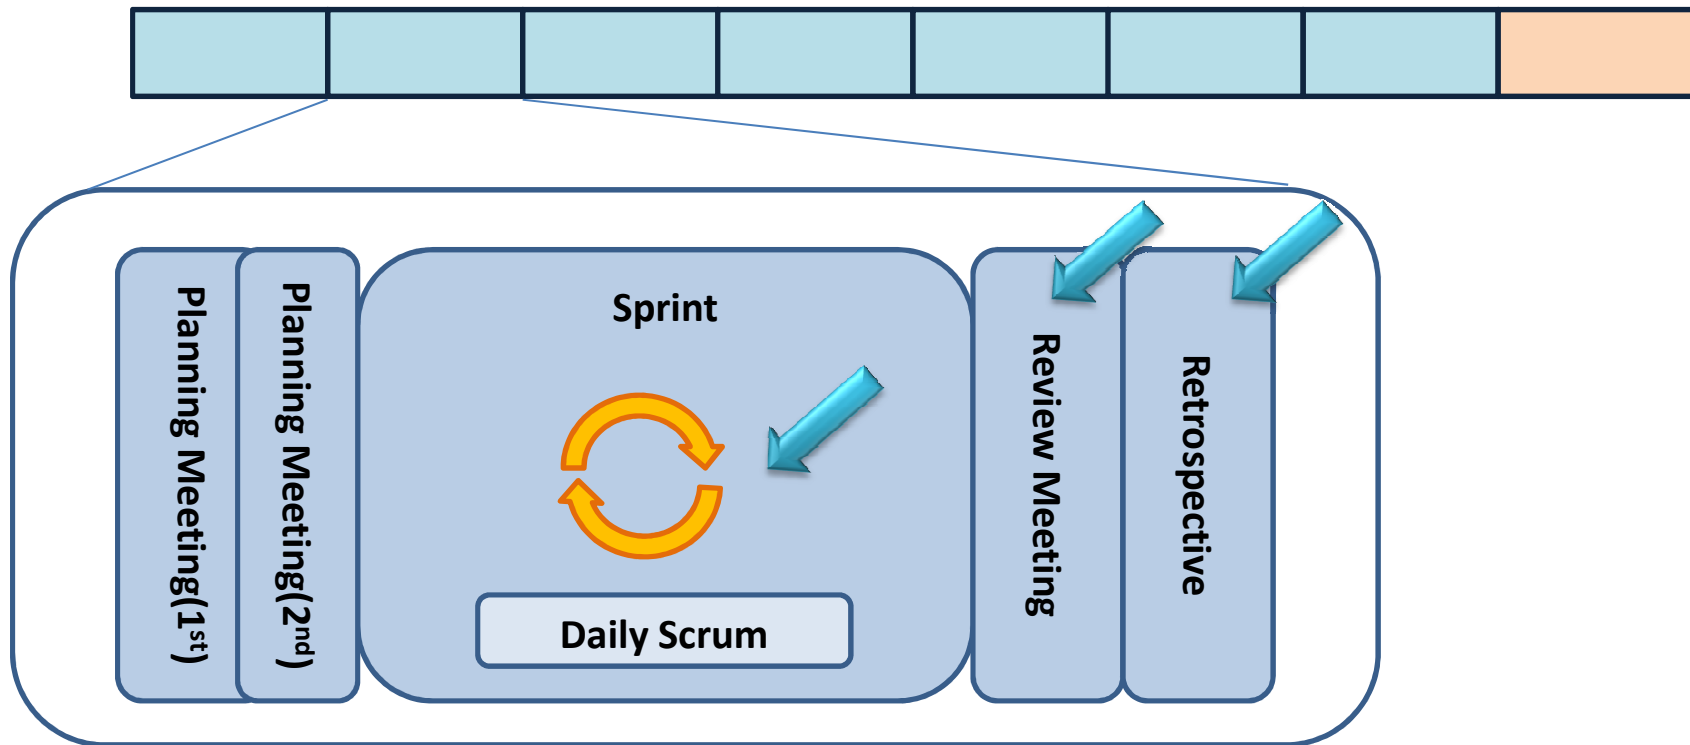 Planning Meeting(1st)
Planning Meeting(2nd)
Sprint
Daily Scrum
Review Meeting
Retrospective